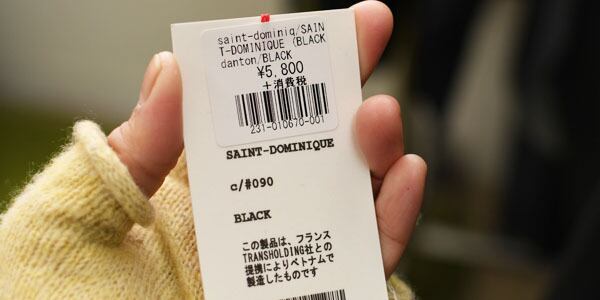 saint-dominiq/SAIN
T-DOMINIQUE (BLACK
danton/BLACK
¥5,800
+消費税
231-010670-001
SAINT-DOMINIQUE
c/#090
BLACK
この製品は、フランス
TRANSHOLDING社との
提携によりベトナムで
製造したものです